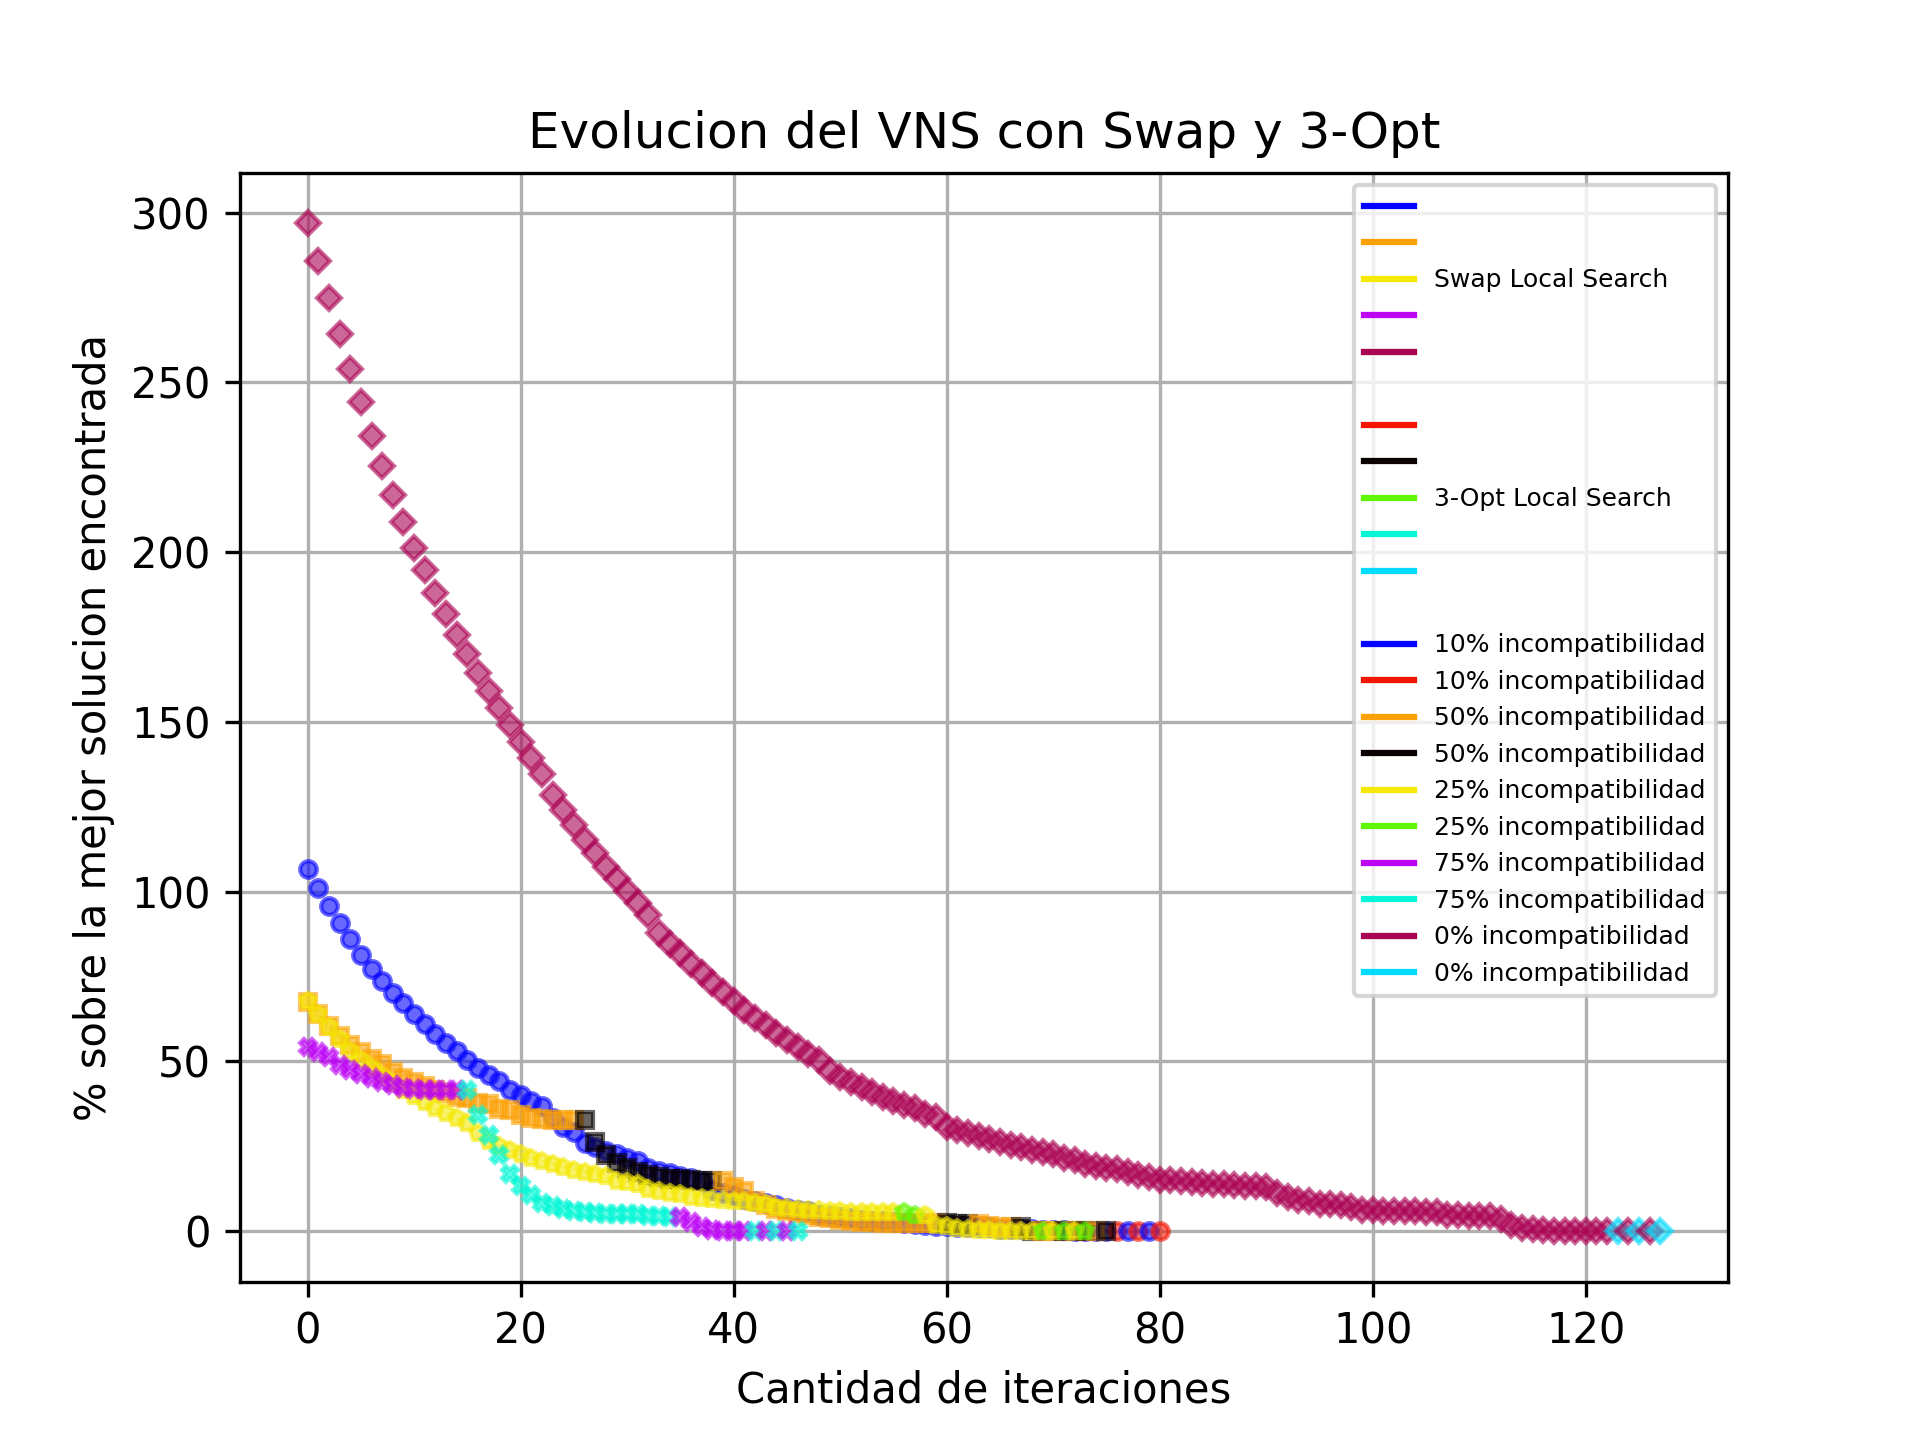 Evolucion del VNS con Swap y 3-Opt
% sobre la mejor solucion encontrada
300
250
200
150
100
50
0
Swap Local Search
3-Opt Local Search
10% incompatibilidad
10% incompatibilidad
50% incompatibilidad
50% incompatibilidad
25% incompatibilidad
25% incompatibilidad
75% incompatibilidad
75% incompatibilidad
0% incompatibilidad
0% incompatibilidad
0 20 40 60 80 100 120
Cantidad de iteraciones